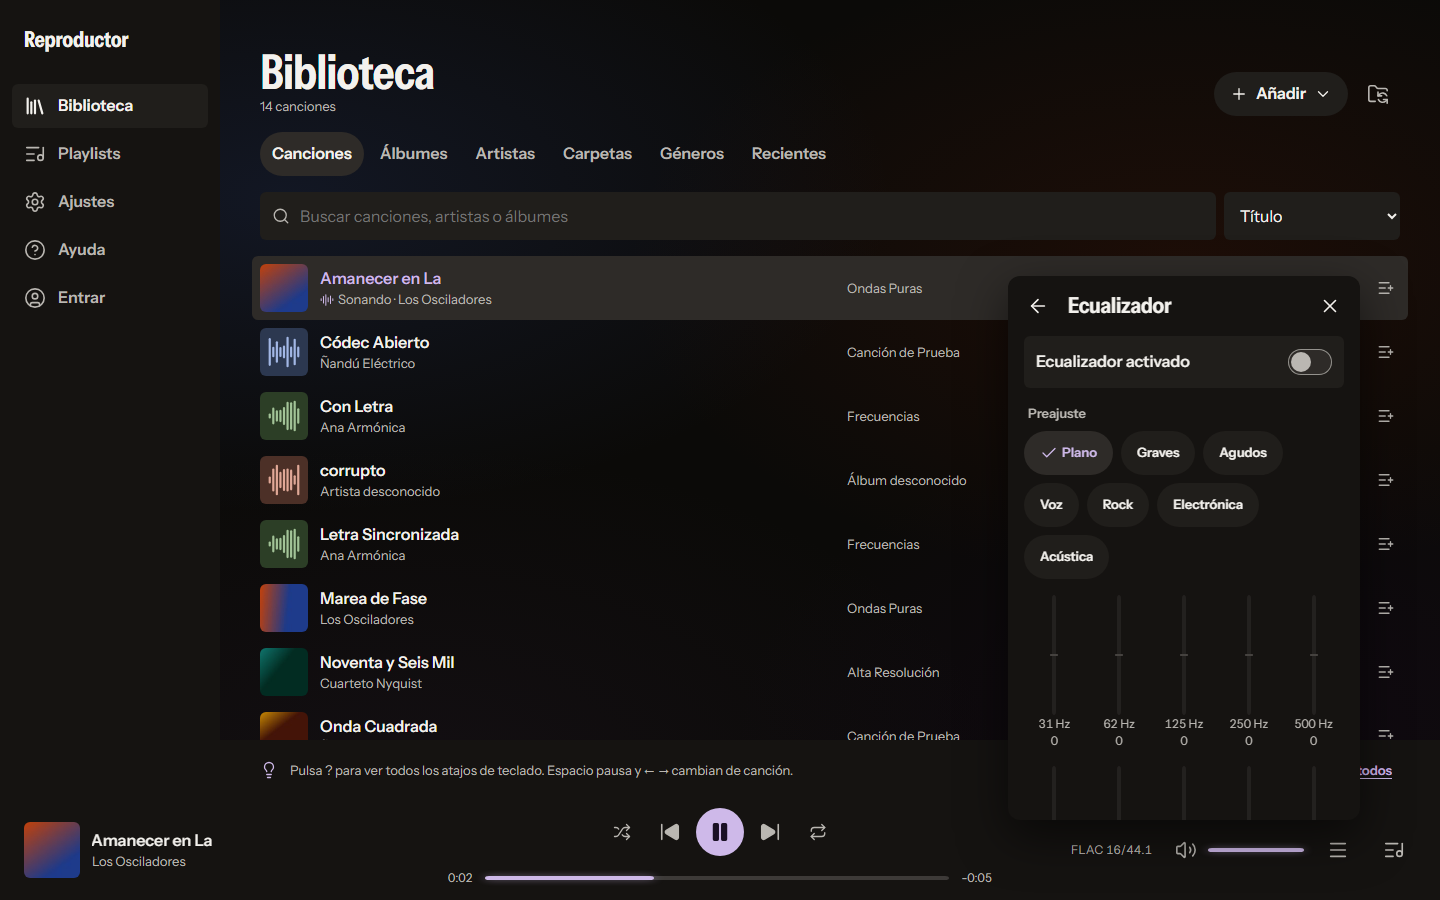 Reproductor
Biblioteca
Playlists
Ajustes
Ayuda
Entrar
Biblioteca
14 canciones
Añadir
Canciones
Álbumes
Artistas
Carpetas
Géneros
Recientes
Buscar canciones, artistas o álbumes
Título
Amanecer en La
Sonando · Los Osciladores
Ondas Puras
Códec Abierto
Ñandú Eléctrico
Canción de Prueba
Con Letra
Ana Armónica
Frecuencias
corrupto
Artista desconocido
Álbum desconocido
Letra Sincronizada
Ana Armónica
Frecuencias
Marea de Fase
Los Osciladores
Ondas Puras
Noventa y Seis Mil
Cuarteto Nyquist
Alta Resolución
Onda Cuadrada
Canción de Prueba
Ecualizador
Ecualizador activado
Preajuste
Plano
Graves
Agudos
Voz
Rock
Electrónica
Acústica
31 Hz
62 Hz
125 Hz
250 Hz
500 Hz
0
0
0
0
0
Pulsa ? para ver todos los atajos de teclado. Espacio pausa y ← → cambian de canción.
todos
Amanecer en La
Los Osciladores
0:02
-0:05
FLAC 16/44.1